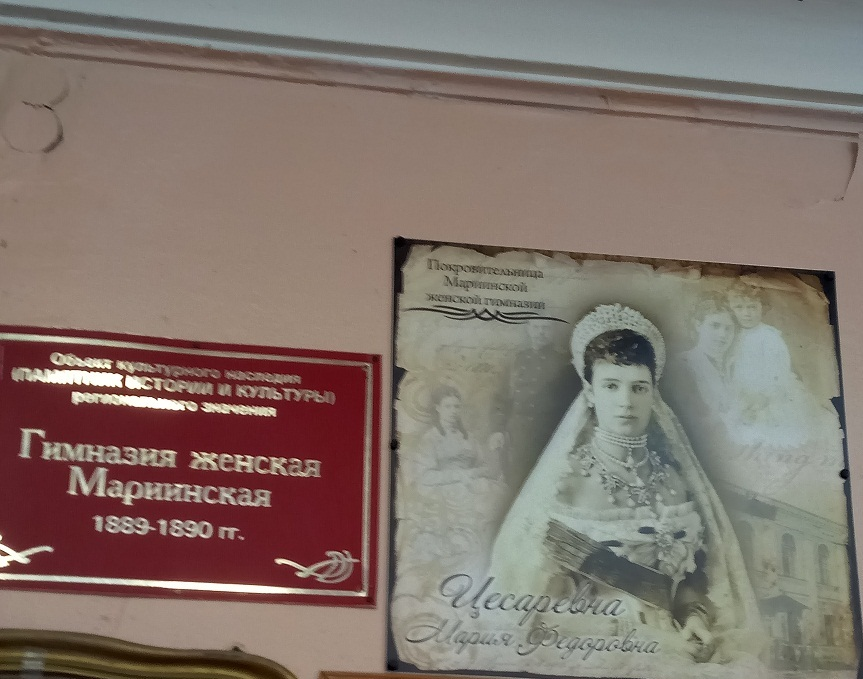 Объект культурного наследия
(ПАМЯТНИК ИСТОРИИ И КУЛЬТУРЫ)
регионального значения
Гимназия женская
Мариинская
1889-1890 гг.
Покровительница
Мариинской
женской гимназии
Цесаревна
Мария Федоровна